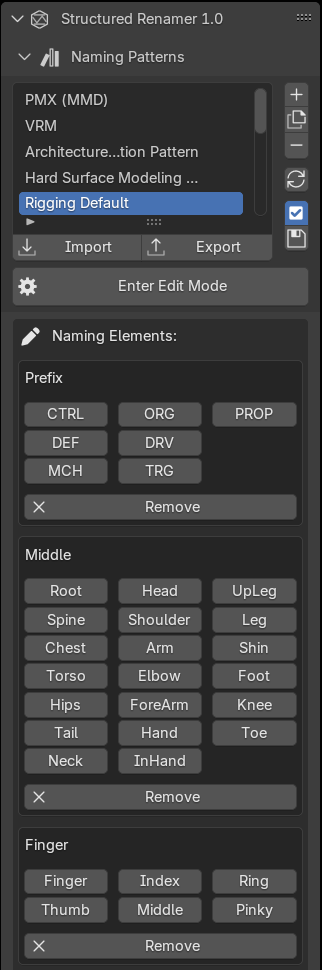 Structured Renamer 1.0
Naming Patterns
PMX (MMD)
VRM
Architecture...tion Pattern
Hard Surface Modeling ...
Rigging Default
Import Export
Enter Edit Mode
Naming Elements:
Prefix
CTRL ORG PROP
DEF DRV
MCH TRG
Remove
Middle
Root Head UpLeg
Spine Shoulder Leg
Chest Arm Shin
Torso Elbow Foot
Hips ForeArm Knee
Tail Hand Toe
Neck InHand
Remove
Finger
Finger Index Ring
Thumb Middle Pinky
Remove